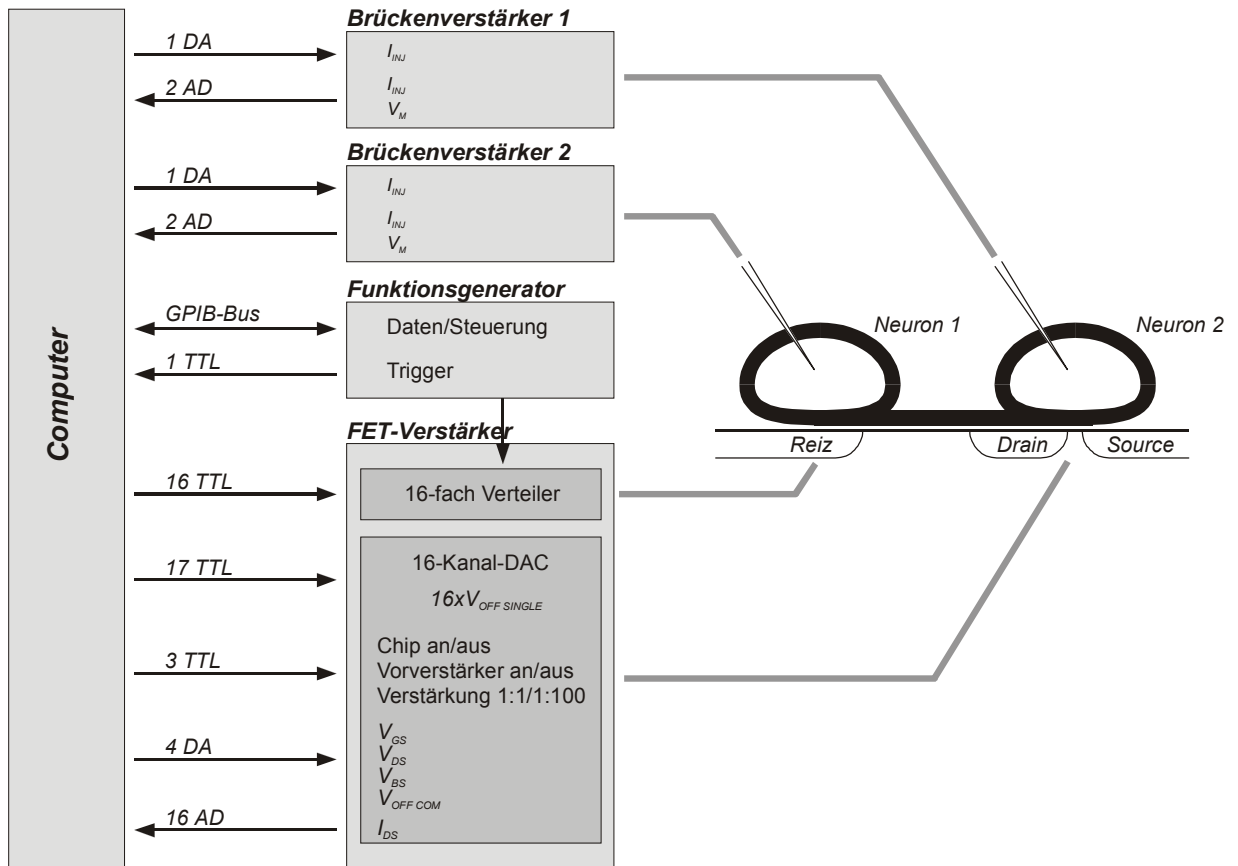 Computer
Brückenverstärker 1
1 DA
I_INJ
2 AD
I_INJ
V_M
Brückenverstärker 2
1 DA
I_INJ
2 AD
I_INJ
V_M
Funktionsgenerator
GPIB-Bus
Daten/Steuerung
1 TTL
Trigger
FET-Verstärker
16 TTL
16-fach Verteiler
17 TTL
16-Kanal-DAC
16xV_OFF SINGLE
3 TTL
Chip an/aus
Vorverstärker an/aus
Verstärkung 1:1/1:100
4 DA
V_GS
V_DS
V_BS
V_OFF COM
16 AD
I_DS
Neuron 1
Neuron 2
Reiz
Drain
Source